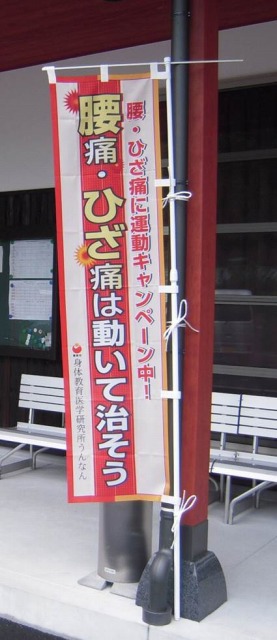 腰・ひざ痛に運動キャンペーン中!
腰痛・ひざ痛は動いて治そう
身体教育医学研究所うんなん